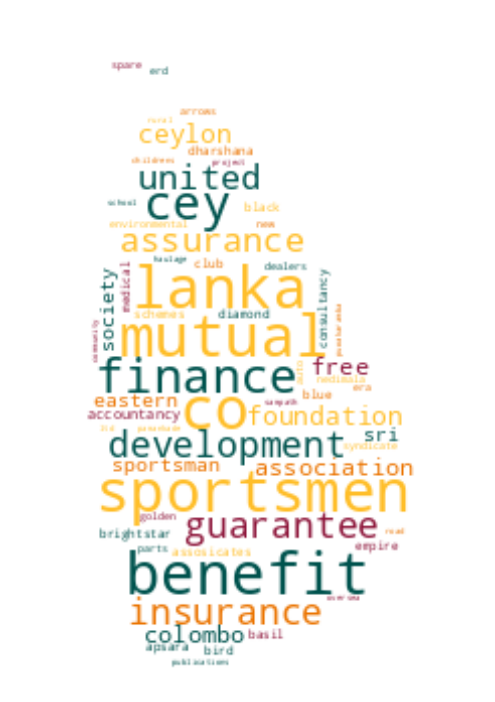 spare
erd
arrows
rural
ceylon
dharshana
childrens project
united
school
cey
black
environmental new
assurance
haulage
club dealers
society
medical
lanka
consultancy
schemes diamond
mutual
community
finance
auto
free
nedimala
era
eastern
blue
sampath
accountancy
co
foundation
ltd
development
sri
syndicate
sportsman association
sportsmen
golden
guarantee
brightstar
road
parts assosicates
empire
benefit
oversea
insurance
colombo basil
apsara bird
publications